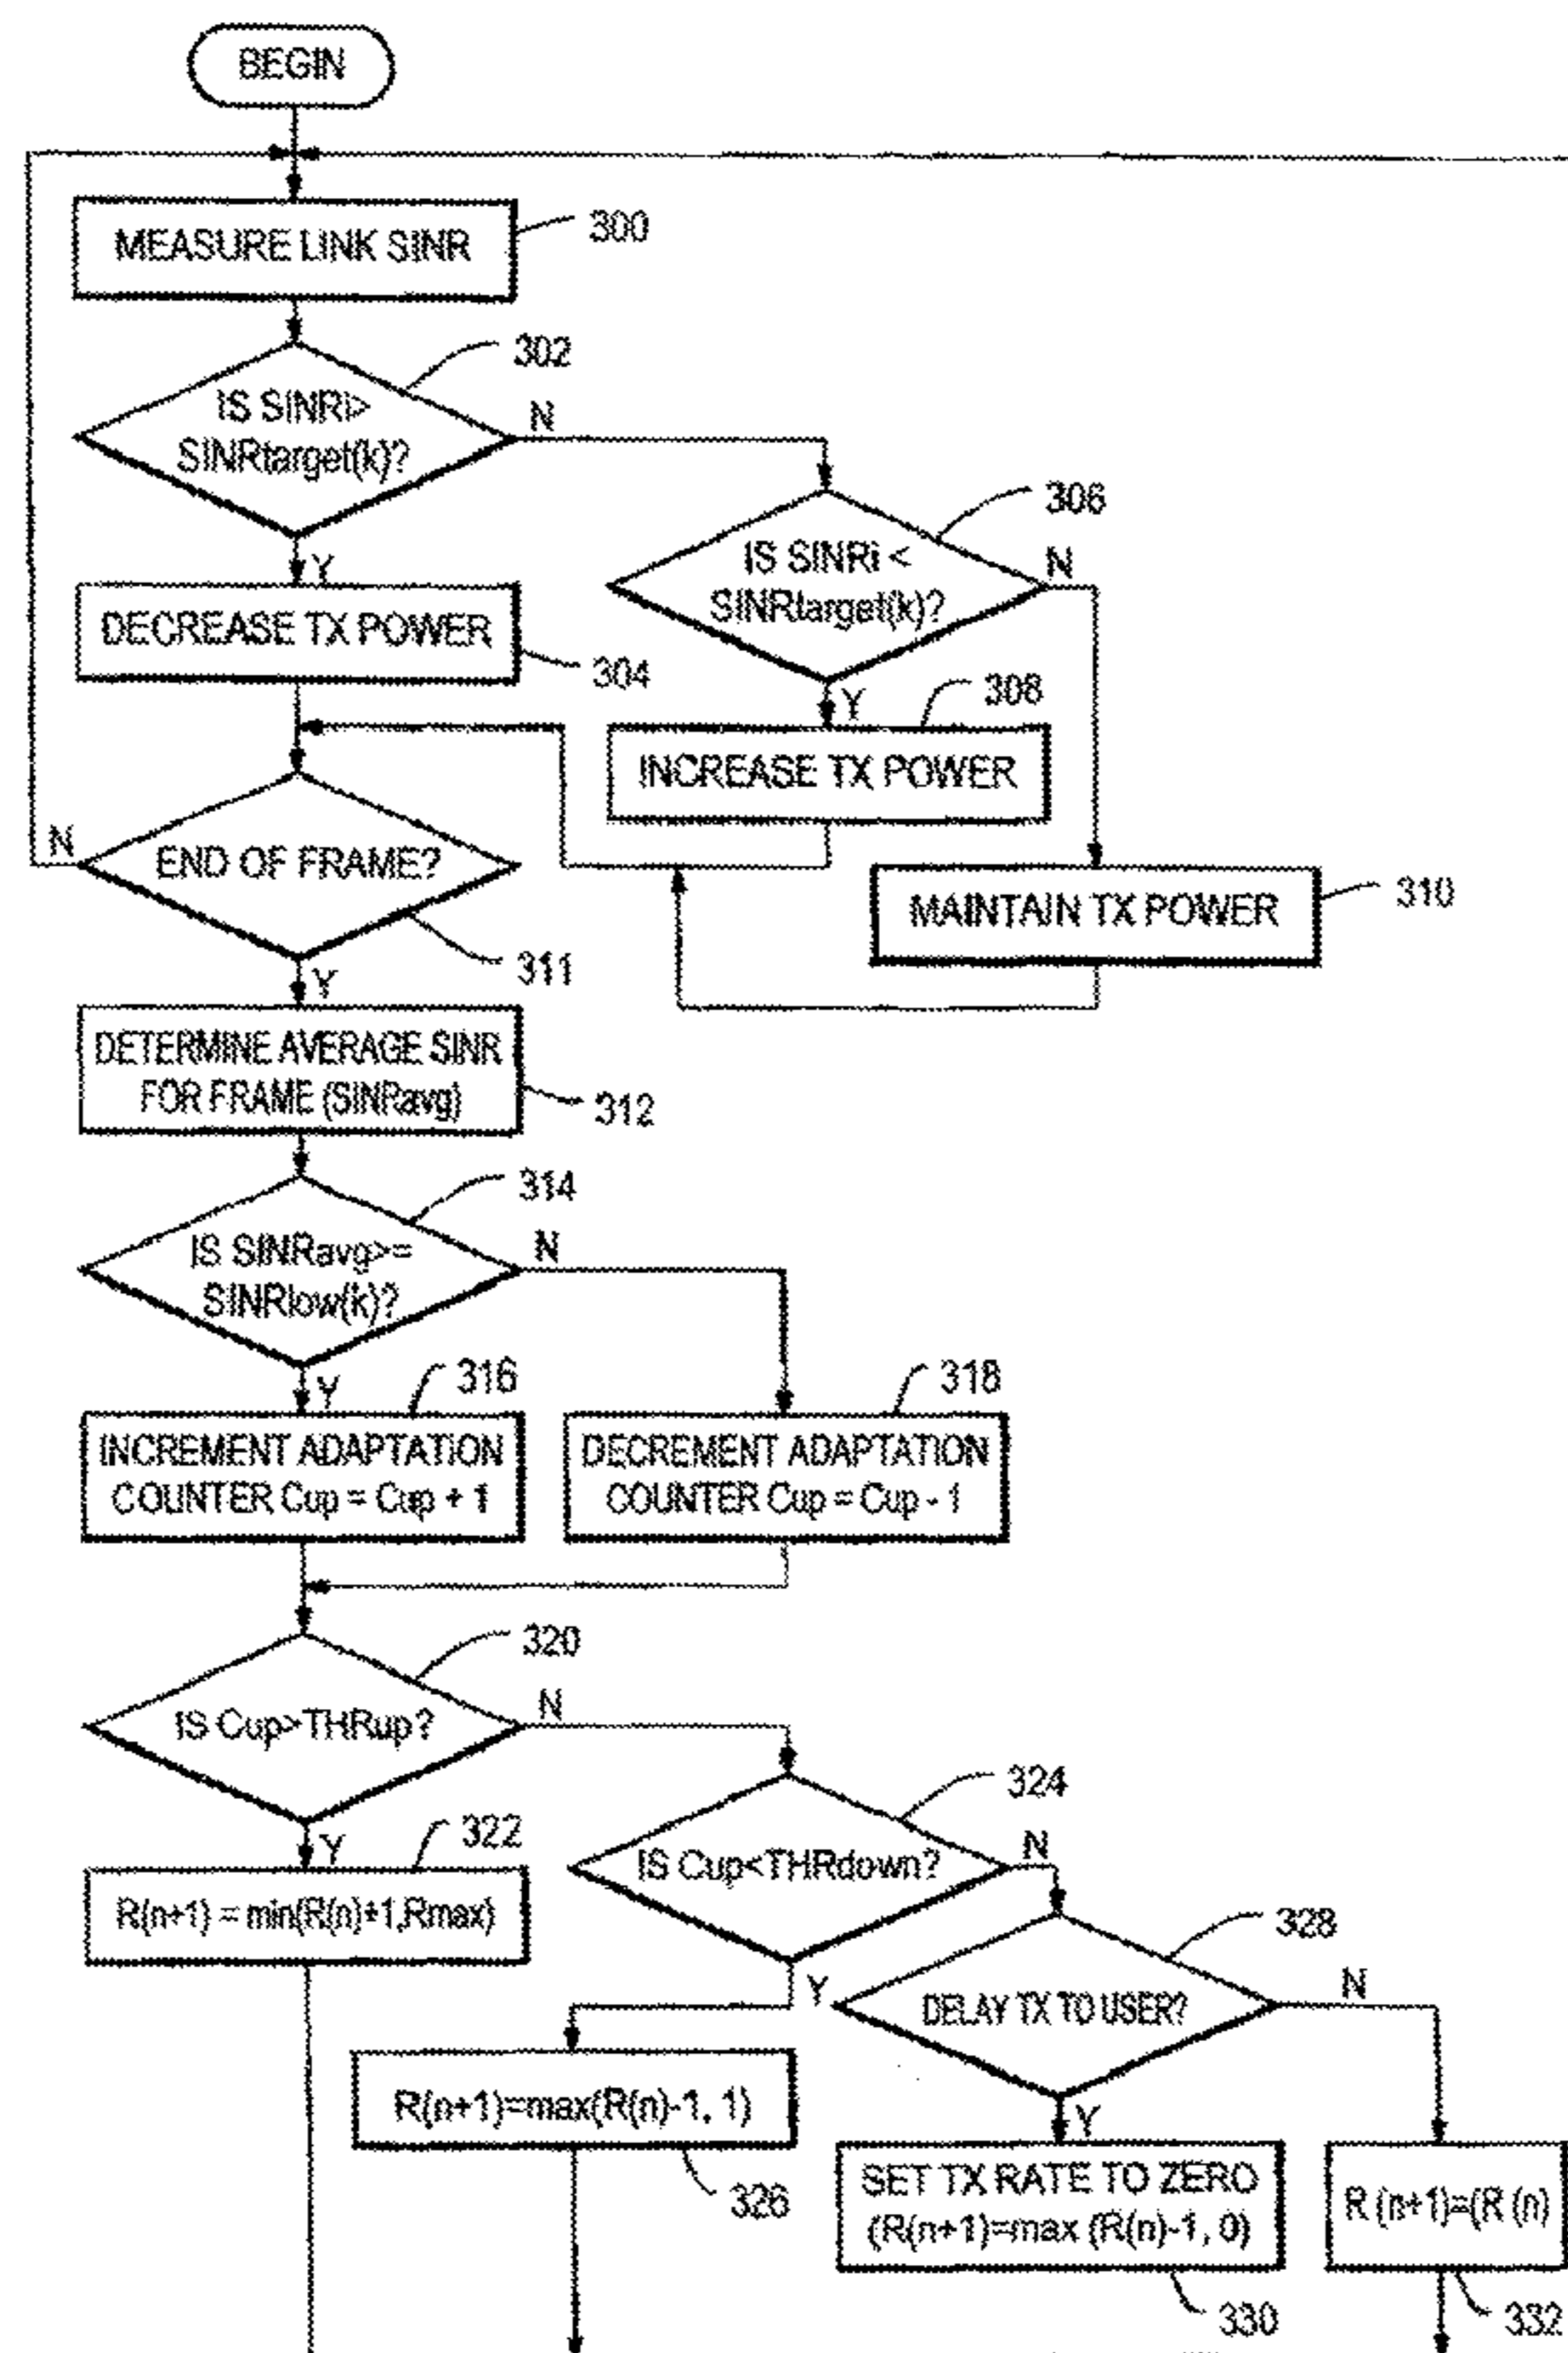 BEGIN
MEASURE LINK SINR
300
302
IS SINRi>
SINRtarget(k)?
N
Y
306
IS SINRi <
SINRtarget(k)?
N
Y
DECREASE TX POWER
304
308
INCREASE TX POWER
N
END OF FRAME?
311
Y
MAINTAIN TX POWER
310
DETERMINE AVERAGE SINR
FOR FRAME (SINRavg)
312
314
IS SINRavg>=
SINRlow(k)?
N
Y
316
INCREMENT ADAPTATION
COUNTER Cup = Cup + 1
318
DECREMENT ADAPTATION
COUNTER Cup = Cup - 1
320
IS Cup>THRup?
N
Y
322
R(n+1) = min(R(n)+1,Rmax)
324
IS Cup<THRdown?
N
Y
328
DELAY TX TO USER?
N
Y
R(n+1)=max(R(n)-1, 1)
326
SET TX RATE TO ZERO
(R(n+1)=max (R(n)-1, 0)
330
R (n+1)=(R (n)
332